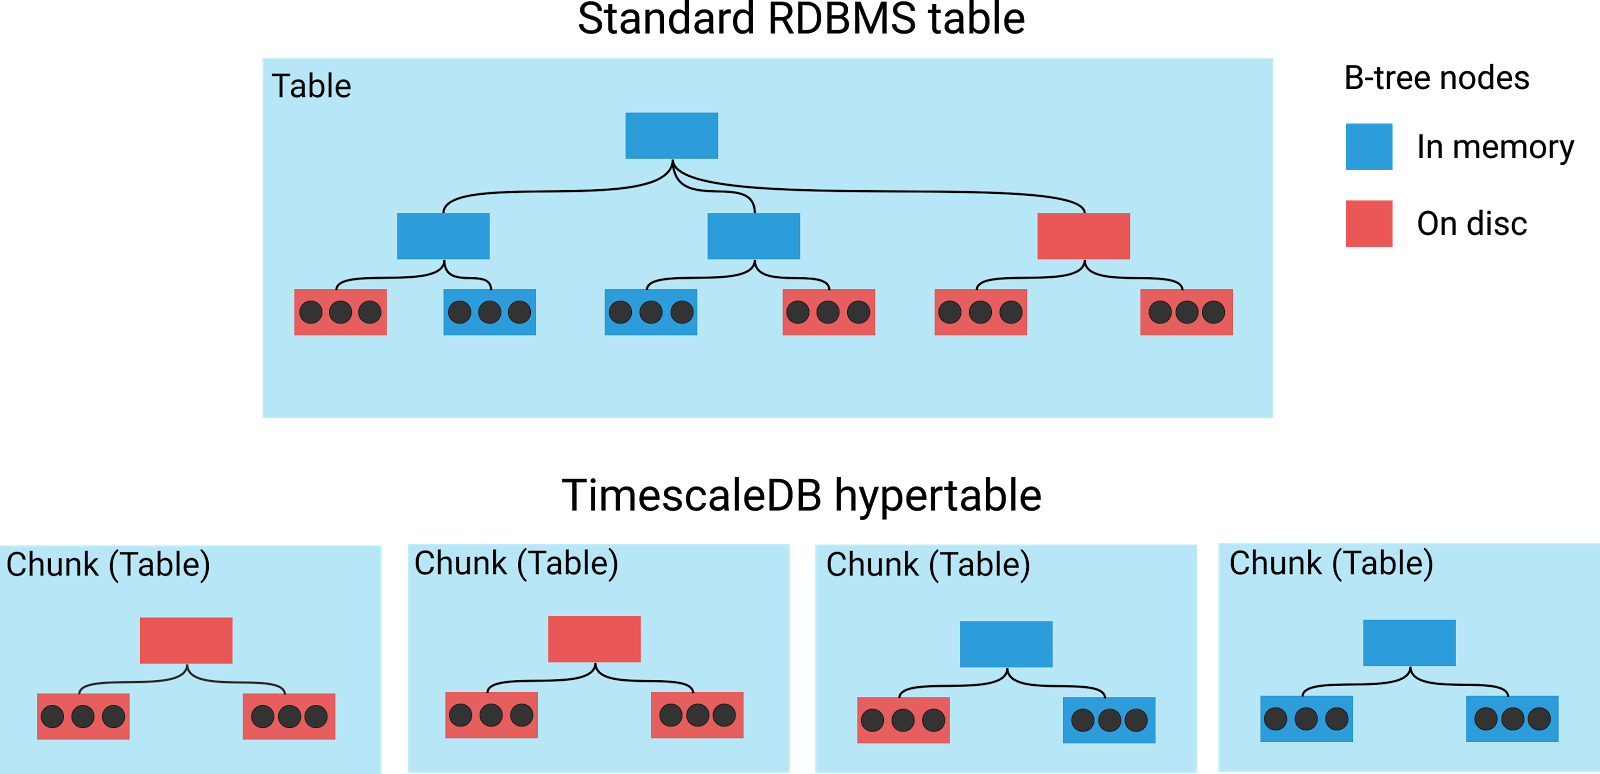 Standard RDBMS table
Table
B-tree nodes
In memory
On disc
TimescaleDB hypertable
Chunk (Table)
Chunk (Table)
Chunk (Table)
Chunk (Table)